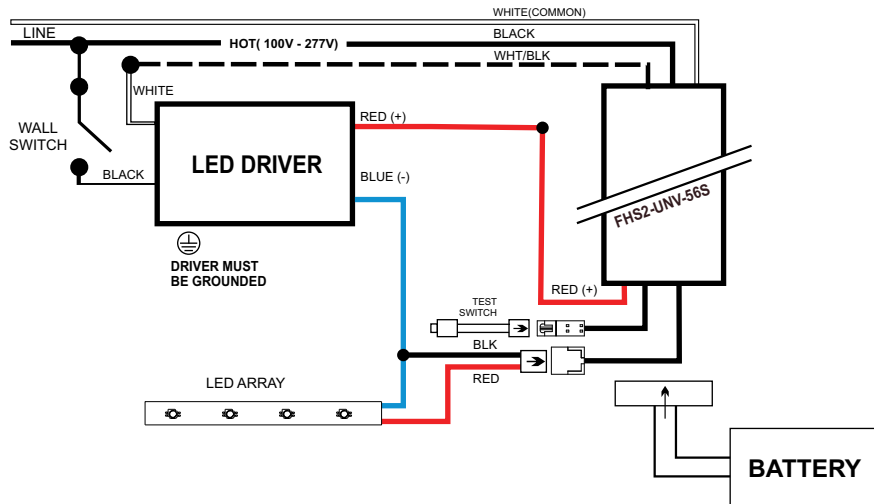 WHITE(COMMON)
LINE
BLACK
HOT( 100V - 277V)
WHT/BLK
WHITE
WALL
SWITCH
RED (+)
LED DRIVER
BLACK
BLUE (-)
FHS2-UNV-56S
DRIVER MUST
BE GROUNDED
RED (+)
TEST
SWITCH
BLK
RED
LED ARRAY
BATTERY